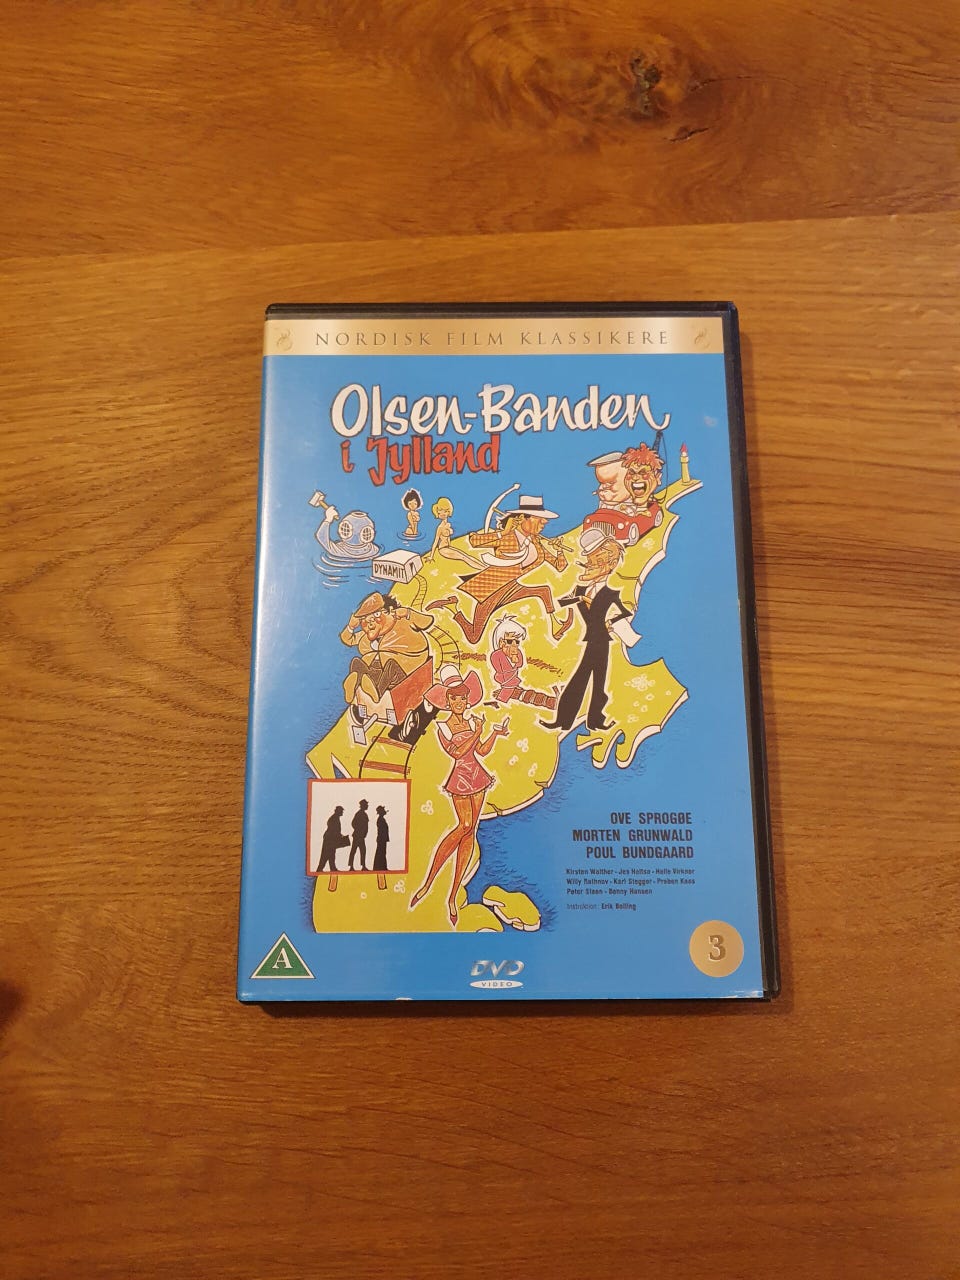 NORDISK FILM KLASSIKERE
Olsen-Banden
i Jylland
DYNAMIT
OVE SPROGØE
MORTEN GRUNWALD
POUL BUNDGAARD
Kirsten Walther - Jes Holtsø - Helle Virkner
Willy Rathnov - Karl Stegger - Preben Kaas
Peter Steen - Benny Hansen
Instruktion: Erik Balling
A
DVD
VIDEO
3